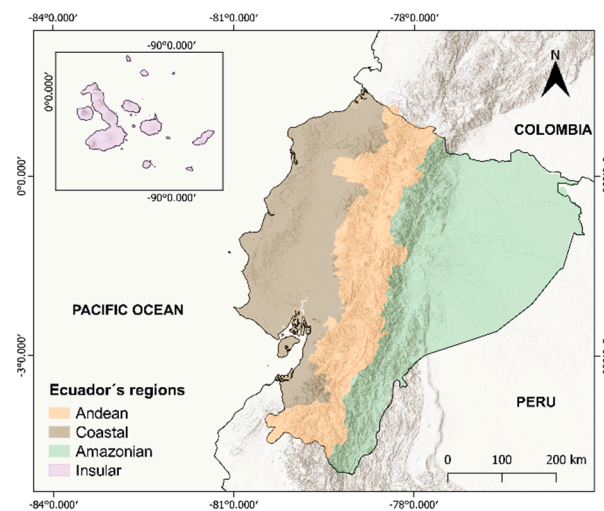 -84°0.000′ -81°0.000′ -78°0.000′
-90°0.000′
0°0.000′
-90°0.000′
N
COLOMBIA
0°0.000′
PACIFIC OCEAN
-3°0.000′
PERU
Ecuador´s regions
Andean
Coastal
Amazonian
Insular
0 100 200 km
-84°0.000′ -81°0.000′ -78°0.000′